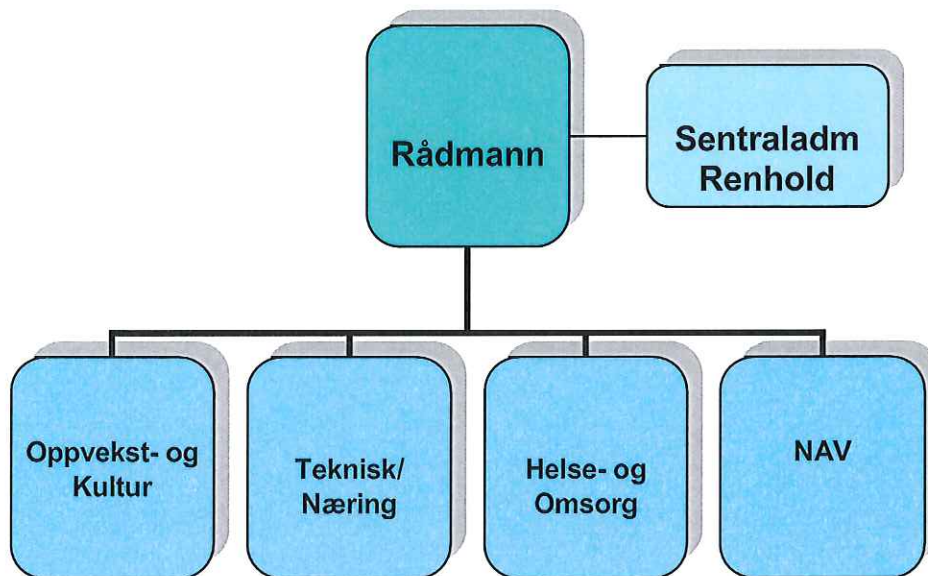 Rådmann
Sentraladm
Renhold
Oppvekst- og
Kultur
Teknisk/
Næring
Helse- og
Omsorg
NAV